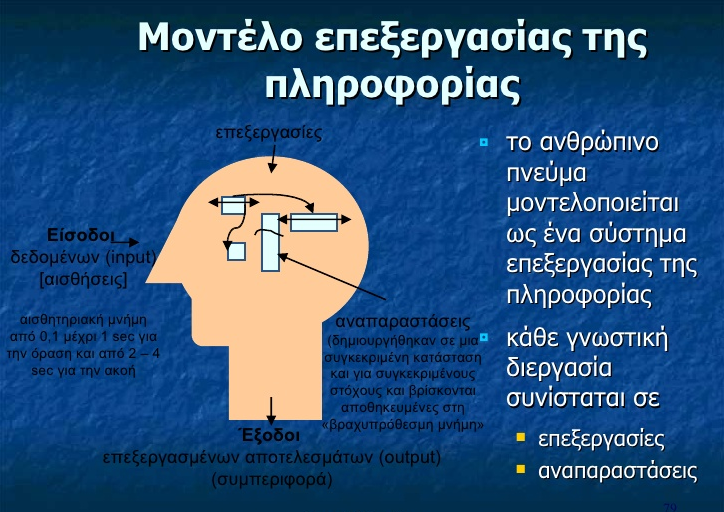 Μοντέλο επεξεργασίας της
πληροφορίας
επεξεργασίες
Είσοδοι
δεδομένων (input)
[αισθήσεις]
αισθητηριακή μνήμη
από 0,1 μέχρι 1 sec για
την όραση και από 2 – 4
sec για την ακοή
αναπαραστάσεις
(δημιουργήθηκαν σε μια
συγκεκριμένη κατάσταση
και για συγκεκριμένους
στόχους και βρίσκονται
αποθηκευμένες στη
«βραχυπρόθεσμη μνήμη»
Έξοδοι
επεξεργασμένων αποτελεσμάτων (output)
(συμπεριφορά)
το ανθρώπινο
πνεύμα
μοντελοποιείται
ως ένα σύστημα
επεξεργασίας της
πληροφορίας
κάθε γνωστική
διεργασία
συνίσταται σε
επεξεργασίες
αναπαραστάσεις